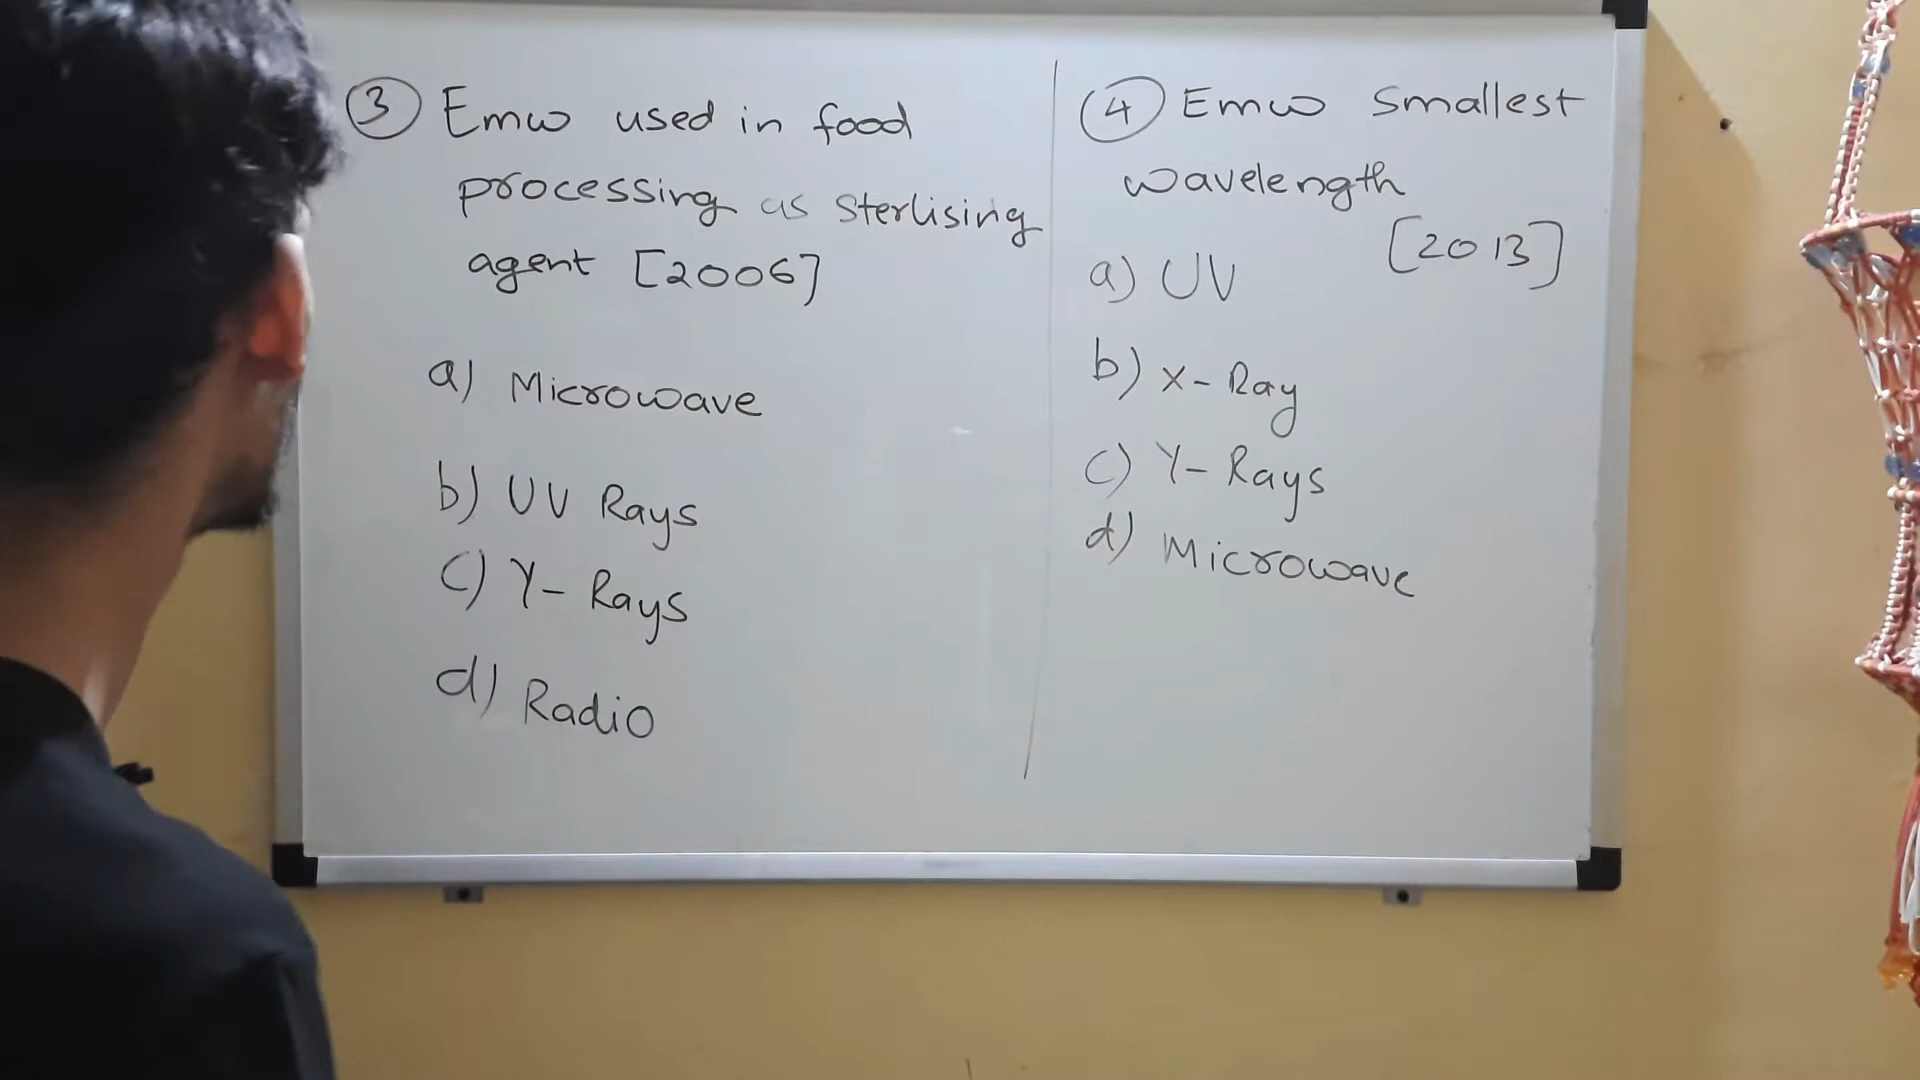 3 Emw used in food
processing as sterlising
agent [2006]
a) Microwave
b) UV Rays
c) γ- Rays
d) Radio
4 Emw smallest
wavelength
[2013]
a) UV
b) X- Ray
c) γ- Rays
d) Microwave